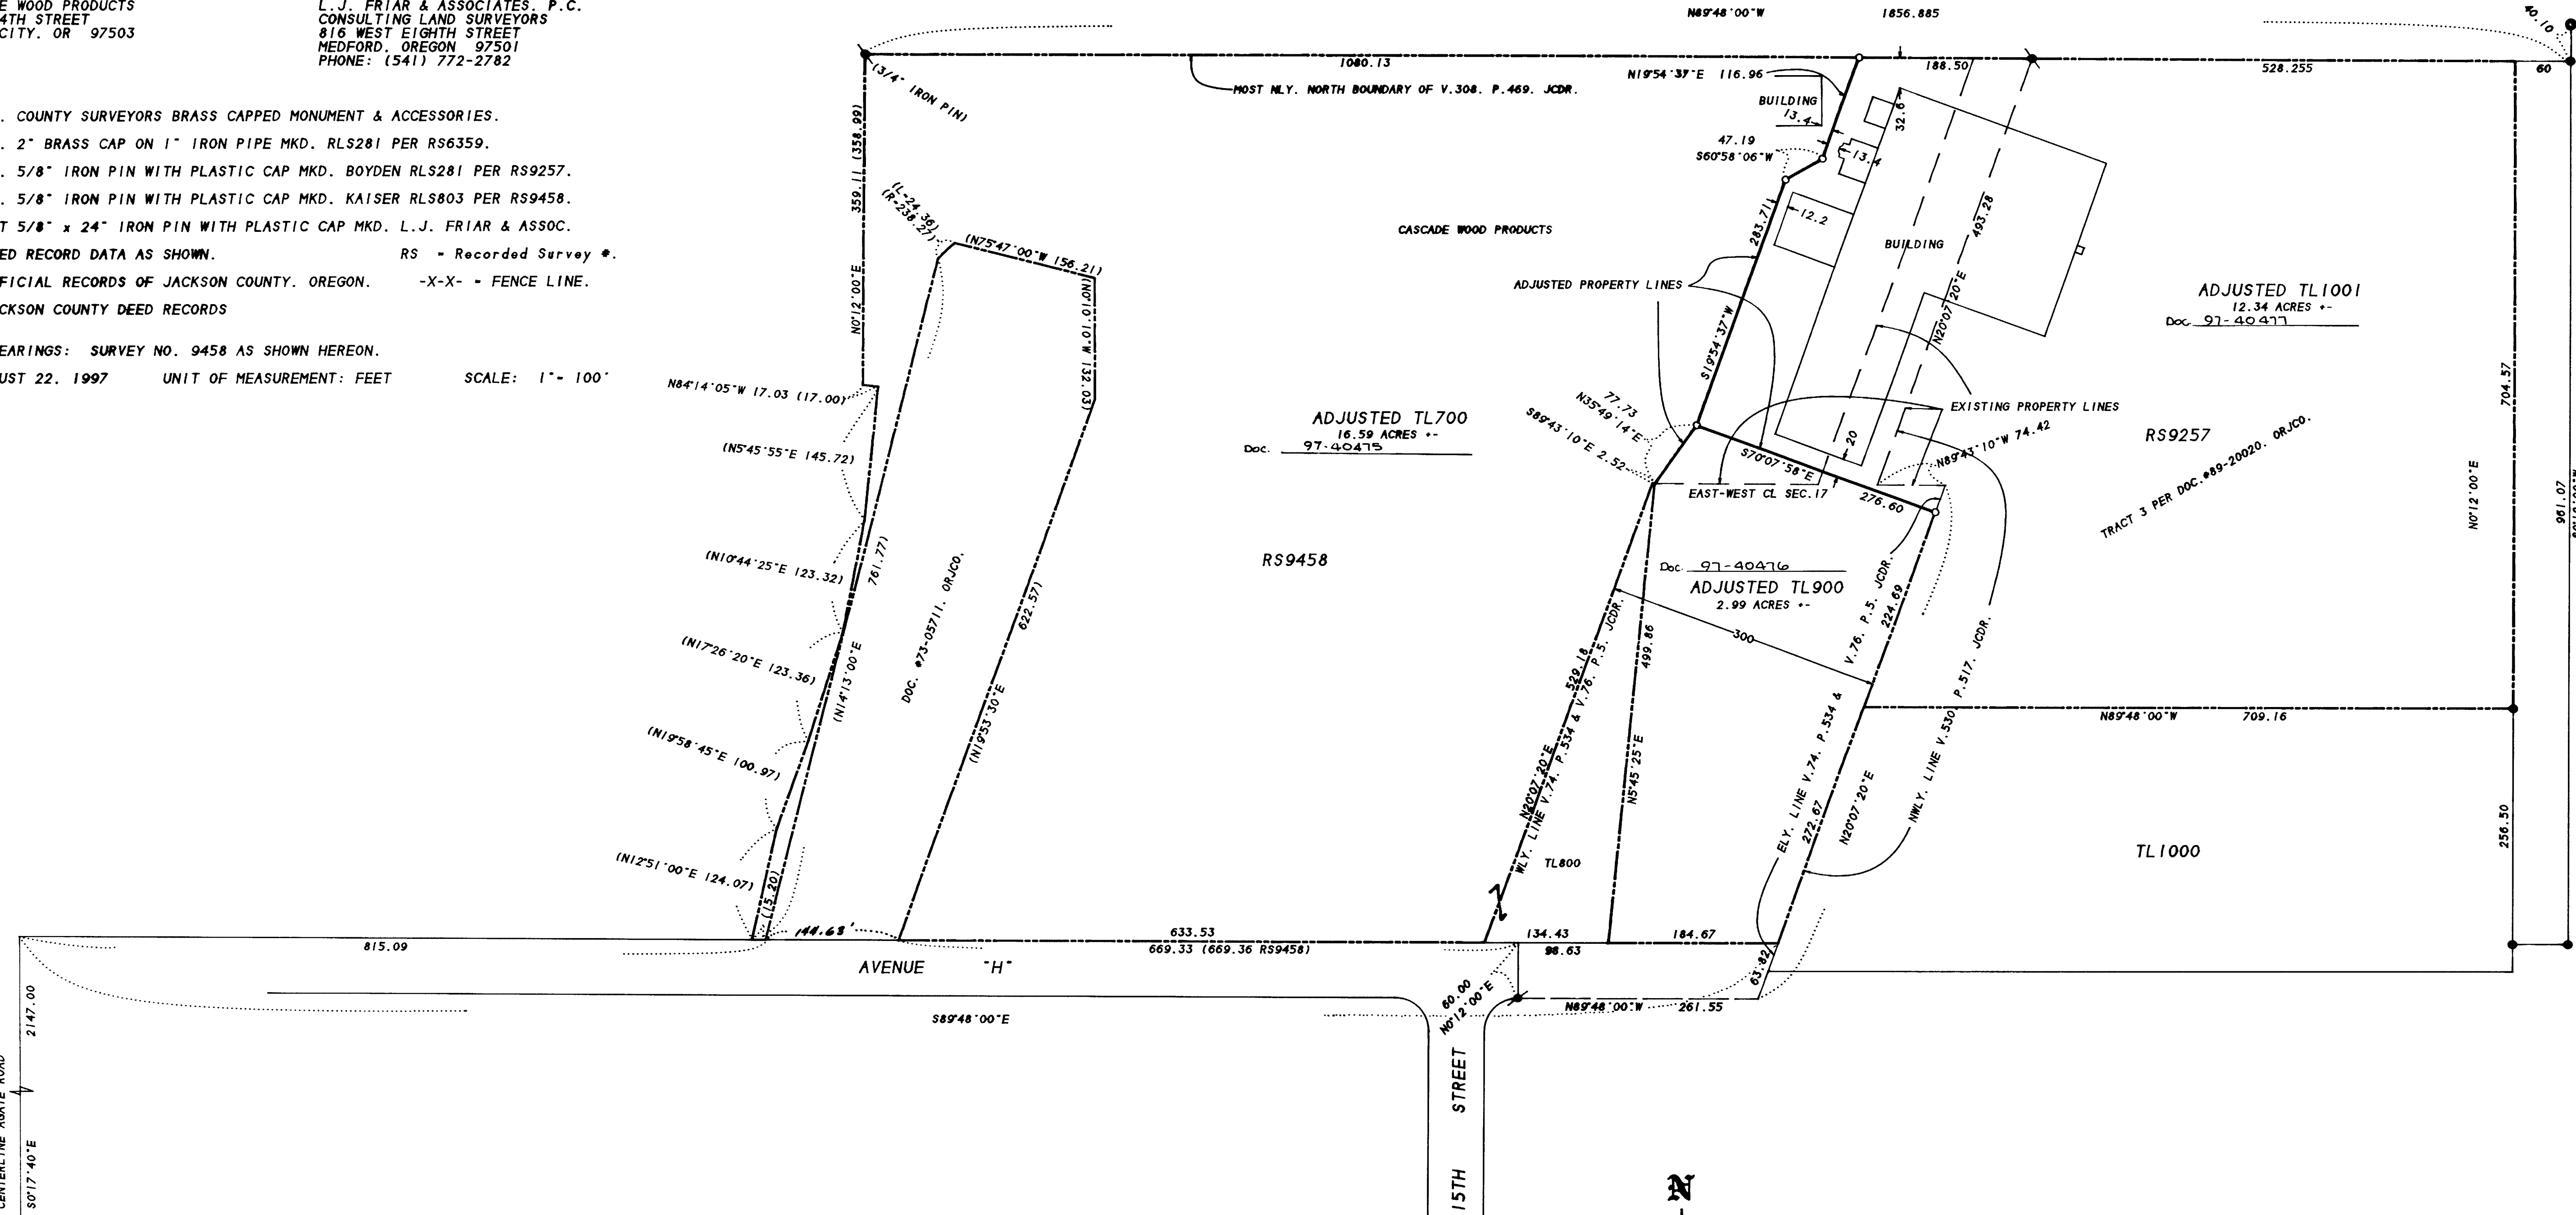 E WOOD PRODUCTS
4TH STREET
CITY. OR 97503
L.J. FRIAR & ASSOCIATES. P.C.
CONSULTING LAND SURVEYORS
816 WEST EIGHTH STREET
MEDFORD. OREGON 97501
PHONE: (541) 772-2782
. COUNTY SURVEYORS BRASS CAPPED MONUMENT & ACCESSORIES.
. 2" BRASS CAP ON 1" IRON PIPE MKD. RLS281 PER RS6359.
. 5/8" IRON PIN WITH PLASTIC CAP MKD. BOYDEN RLS281 PER RS9257.
. 5/8" IRON PIN WITH PLASTIC CAP MKD. KAISER RLS803 PER RS9458.
T 5/8" x 24" IRON PIN WITH PLASTIC CAP MKD. L.J. FRIAR & ASSOC.
ED RECORD DATA AS SHOWN. RS - Recorded Survey #.
FICIAL RECORDS OF JACKSON COUNTY. OREGON. -X-X- - FENCE LINE.
CKSON COUNTY DEED RECORDS
EARINGS: SURVEY NO. 9458 AS SHOWN HEREON.
UST 22. 1997 UNIT OF MEASUREMENT: FEET SCALE: 1"- 100'
N89°48'00"W 1856.885
40.10
1080.13
188.50
528.255
60
(3/4" IRON PIN)
MOST NLY. NORTH BOUNDARY OF V.308. P.469. JCDR.
N19°54'37"E 116.96
BUILDING
13.4
32.6
47.19
S60°58'06"W
13.4
359.11 (358.99)
N0°12'00"E
(L=24.36)
(R=238.27)
(N75°47'00"W 156.21)
(N0°10'10"W 132.03)
CASCADE WOOD PRODUCTS
283.71
S19°54'37"W
12.2
BUILDING
493.28
N20°07'20"E
ADJUSTED PROPERTY LINES
ADJUSTED TL1001
12.34 ACRES +-
Doc. 97-40477
N84°14'05"W 17.03 (17.00)
(N5°45'55"E 145.72)
(N10°44'25"E 123.32)
(N17°26'20"E 123.36)
(N19°58'45"E 100.97)
(N12°51'00"E 124.07)
(15.20)
761.77)
(N14°13'00"E
DOC. #73-05711. ORJCO.
622.57)
(N19°53'30"E
ADJUSTED TL700
16.59 ACRES +-
Doc. 97-40475
RS9458
77.73
N35°49'14"E
S89°43'10"E 2.52
EXISTING PROPERTY LINES
20
S70°07'58"E
276.60
N89°43'10"W 74.42
EAST-WEST CL SEC.17
RS9257
TRACT 3 PER DOC.#89-20020. ORJCO.
704.57
N0°12'00"E
961.07
Doc. 97-40476
ADJUSTED TL900
2.99 ACRES +-
300
529.18
N20°07'20"E
WLY. LINE V.74. P.534 & V.76. P.5. JCDR.
499.86
N5°45'25"E
ELY. LINE V.74. P.534 & V.76. P.5. JCDR.
224.69
272.67
N20°07'20"E
NWLY. LINE V.530 P.517. JCDR.
N89°48'00"W 709.16
256.50
TL800
TL1000
815.09
144.68'
633.53
669.33 (669.36 RS9458)
134.43
98.63
184.67
63.82
AVENUE "H"
60.00
N0°12'00"E
N89°48'00"W 261.55
S89°48'00"E
2147.00
CENTERLINE AGATE ROAD
S0°17'40"E
15TH STREET
N